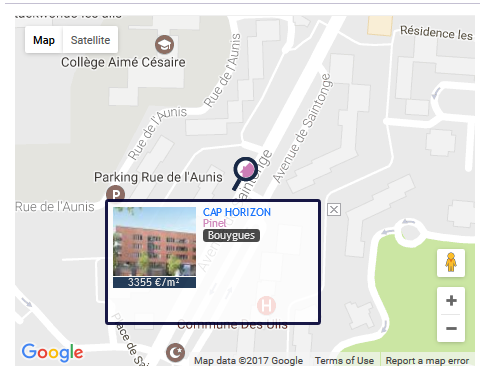 Map
Satellite
Résidence les
Collège Aimé Césaire
Rue de l'Aunis
Rue de l'Aunis
Avenue de Saintonge
Parking Rue de l'Aunis
Rue de l'Aunis
CAP HORIZON
Pinel
Bouygues
3355 €/m²
Commune Des Ulis
Place de
Google
Map data ©2017 Google
Terms of Use
Report a map error